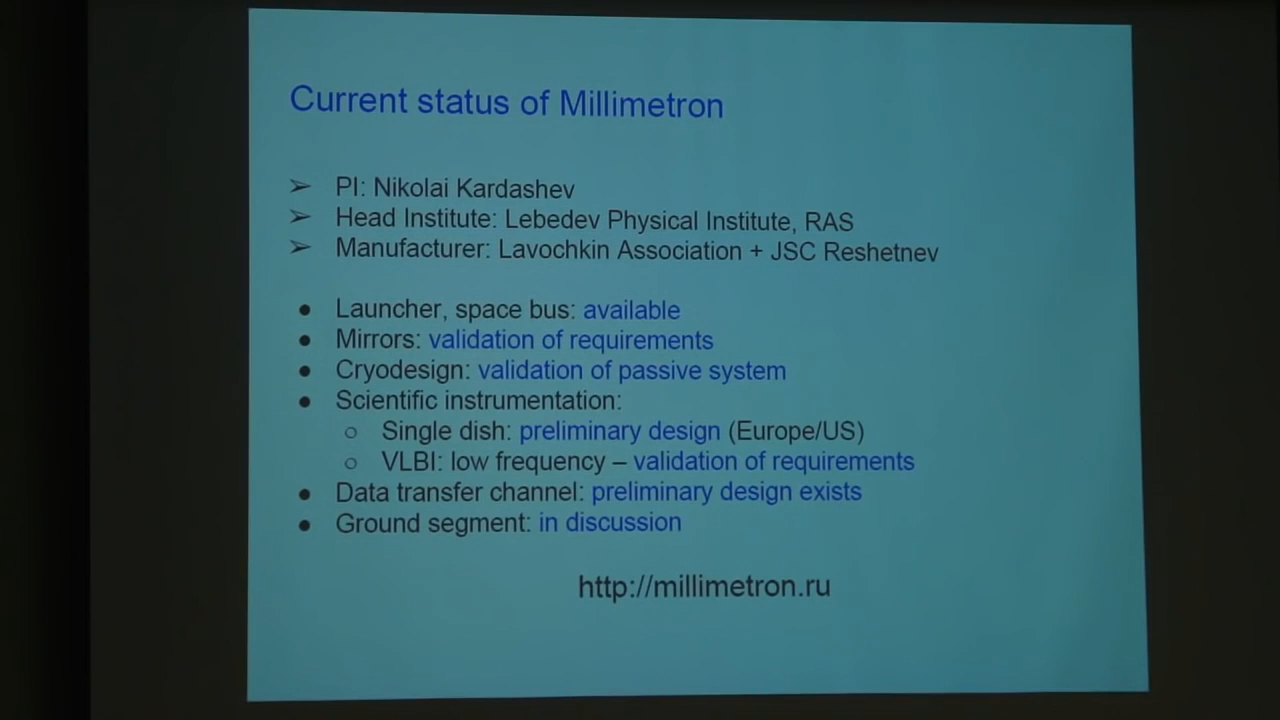 Current status of Millimetron
➢ PI: Nikolai Kardashev
➢ Head Institute: Lebedev Physical Institute, RAS
➢ Manufacturer: Lavochkin Association + JSC Reshetnev
● Launcher, space bus: available
● Mirrors: validation of requirements
● Cryodesign: validation of passive system
● Scientific instrumentation:
○ Single dish: preliminary design (Europe/US)
○ VLBI: low frequency – validation of requirements
● Data transfer channel: preliminary design exists
● Ground segment: in discussion
http://millimetron.ru